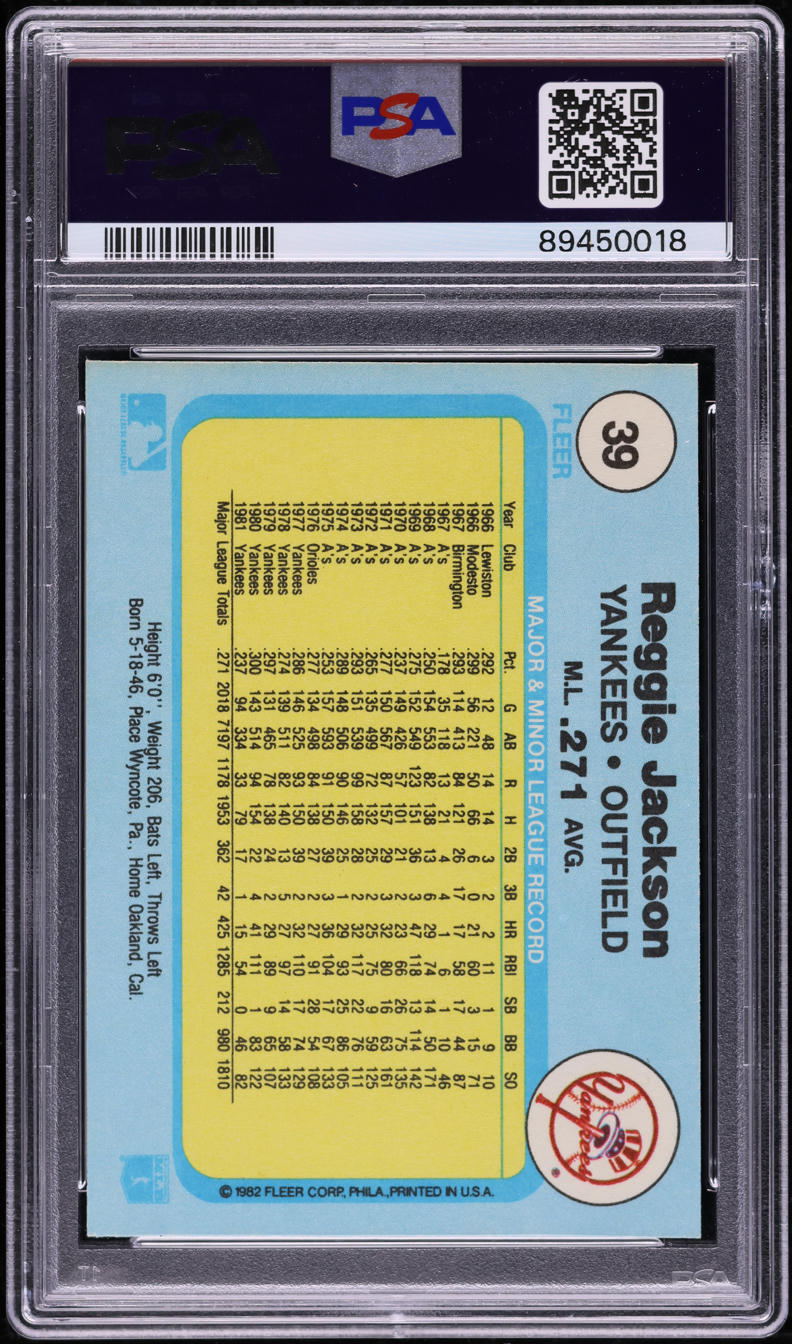 PSA
PSA
89450018
39
FLEER
Reggie Jackson
YANKEES • OUTFIELD
M.L. .271 AVG.
Yankees
MAJOR & MINOR LEAGUE RECORD
Year Club Pct. G AB R H 2B 3B HR RBI SB BB SO
1966 Lewiston .292 12 48 14 14 3 2 2 11 1 9 10
1966 Modesto .299 56 221 50 66 6 0 21 60 3 15 71
1967 Birmington .293 114 413 84 121 26 17 17 58 17 44 87
1967 A's .178 35 118 13 21 4 4 1 6 1 10 46
1968 A's .250 154 553 82 138 13 6 29 74 14 50 171
1969 A's .275 152 549 123 151 36 3 47 118 13 114 142
1970 A's .237 149 426 57 101 21 2 23 66 26 75 135
1971 A's .277 150 567 87 157 29 3 32 80 16 63 161
1972 A's .265 135 499 72 132 25 2 25 75 9 59 125
1973 A's .293 151 539 99 158 28 2 32 117 22 76 111
1974 A's .289 148 506 90 146 25 1 29 93 25 86 105
1975 A's .253 157 593 91 150 39 3 36 104 17 67 133
1976 Orioles .277 134 498 84 138 27 2 27 91 28 54 108
1977 Yankees .286 146 525 93 150 39 2 32 110 17 74 129
1978 Yankees .274 139 511 82 140 13 5 27 97 14 58 133
1979 Yankees .297 131 465 78 138 24 2 29 89 9 65 107
1980 Yankees .300 143 514 94 154 22 4 41 111 1 83 122
1981 Yankees .237 94 334 33 79 17 1 15 54 0 46 82
Major League Totals .271 2018 7197 1178 1953 362 42 425 1285 212 980 1810
Height 6'0", Weight 206, Bats Left, Throws Left
Born 5-18-46, Place Wyncote, Pa., Home Oakland, Cal.
© 1982 FLEER CORP., PHILA., PRINTED IN U.S.A.
PSA